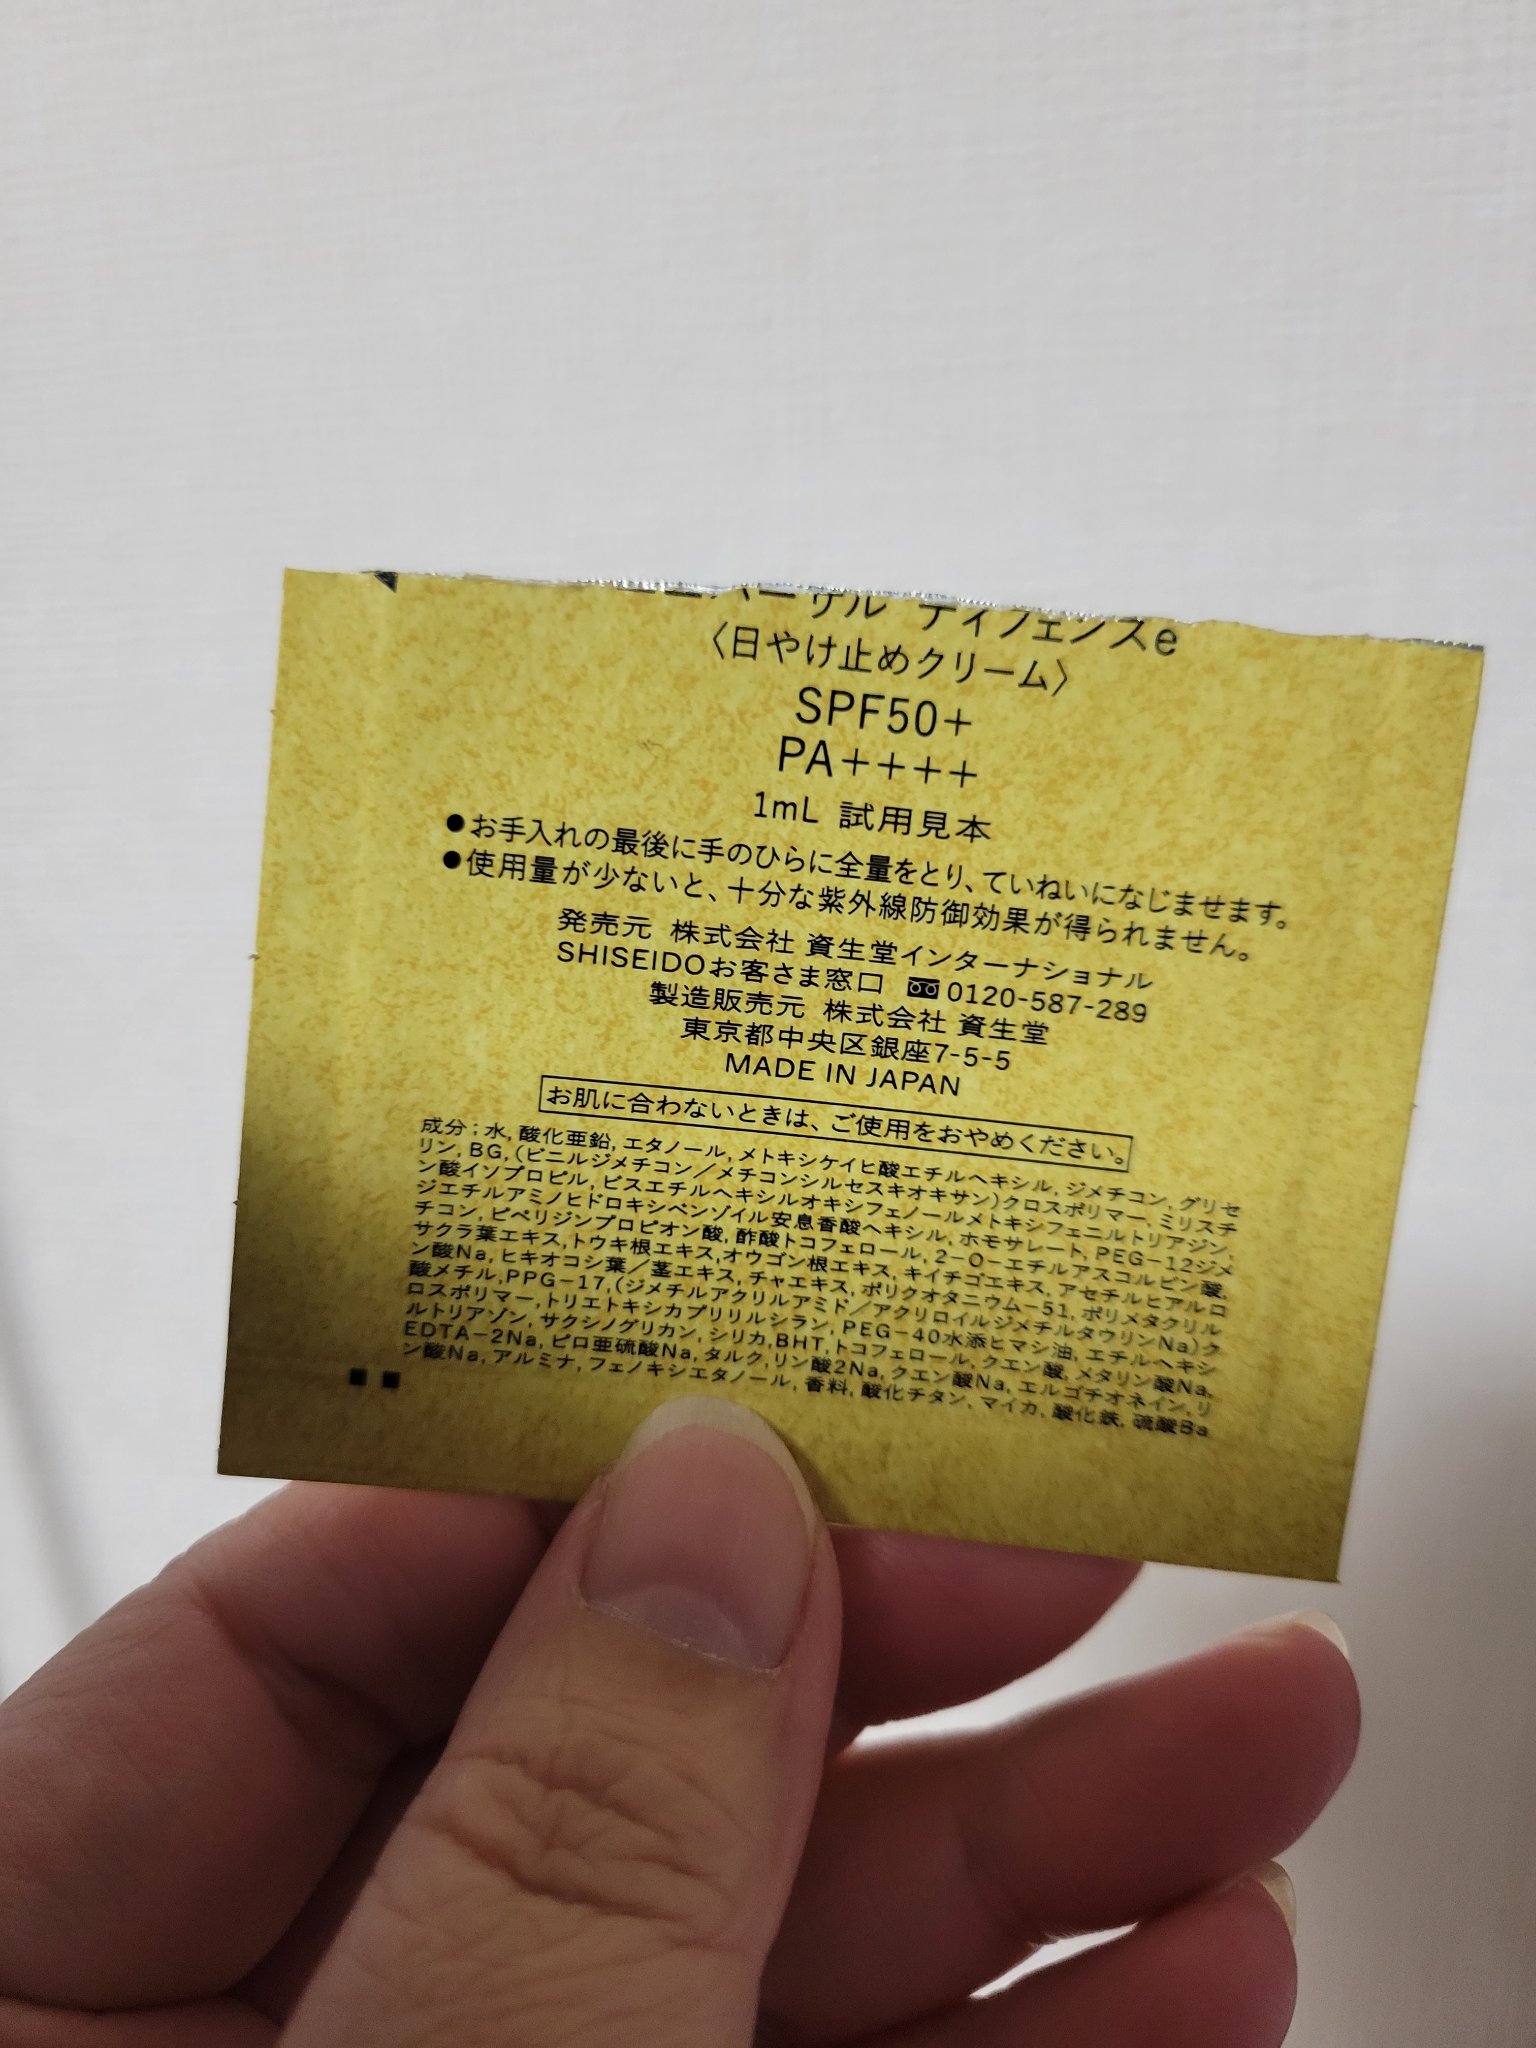 ーサル ディフェンスe
〈日やけ止めクリーム〉
SPF50+
PA++++
1mL 試用見本
●お手入れの最後に手のひらに全量をとり、ていねいになじませます。
●使用量が少ないと、十分な紫外線防御効果が得られません。
発売元 株式会社 資生堂インターナショナル
SHISEIDOお客さま窓口 0120-587-289
製造販売元 株式会社 資生堂
東京都中央区銀座7-5-5
MADE IN JAPAN
お肌に合わないときは、ご使用をおやめください。
成分:水,酸化亜鉛,エタノール,メトキシケイヒ酸エチルヘキシル,ジメチコン,グリセ
リン,BG,(ビニルジメチコン/メチコンシルセスキオキサン)クロスポリマー,ミリスチ
ン酸イソプロピル,ビスエチルヘキシルオキシフェノールメトキシフェニルトリアジン,
ジエチルアミノヒドロキシベンゾイル安息香酸ヘキシル,ホモサレート,PEG-12ジメ
チコン,ピペリジンプロピオン酸,酢酸トコフェロール,2-O-エチルアスコルビン酸,
サクラ葉エキス,トウキ根エキス,オウゴン根エキス,キイチゴエキス,アセチルヒアルロ
ン酸Na,ヒキオコシ葉/茎エキス,チャエキス,ポリクオタニウム-51,ポリメタクリル
酸メチル,PPG-17,(ジメチルアクリルアミド/アクリロイルジメチルタウリンNa)ク
ロスポリマー,トリエトキシカプリリルシラン,PEG-40水添ヒマシ油,エチルヘキシ
ルトリアゾン,サクシノグリカン,シリカ,BHT,トコフェロール,クエン酸,メタリン酸Na,
EDTA-2Na,ピロ亜硫酸Na,タルク,リン酸2Na,クエン酸Na,エルゴチオネイン,リ
ン酸Na,アルミナ,フェノキシエタノール,香料,酸化チタン,マイカ,酸化鉄,硫酸Ba